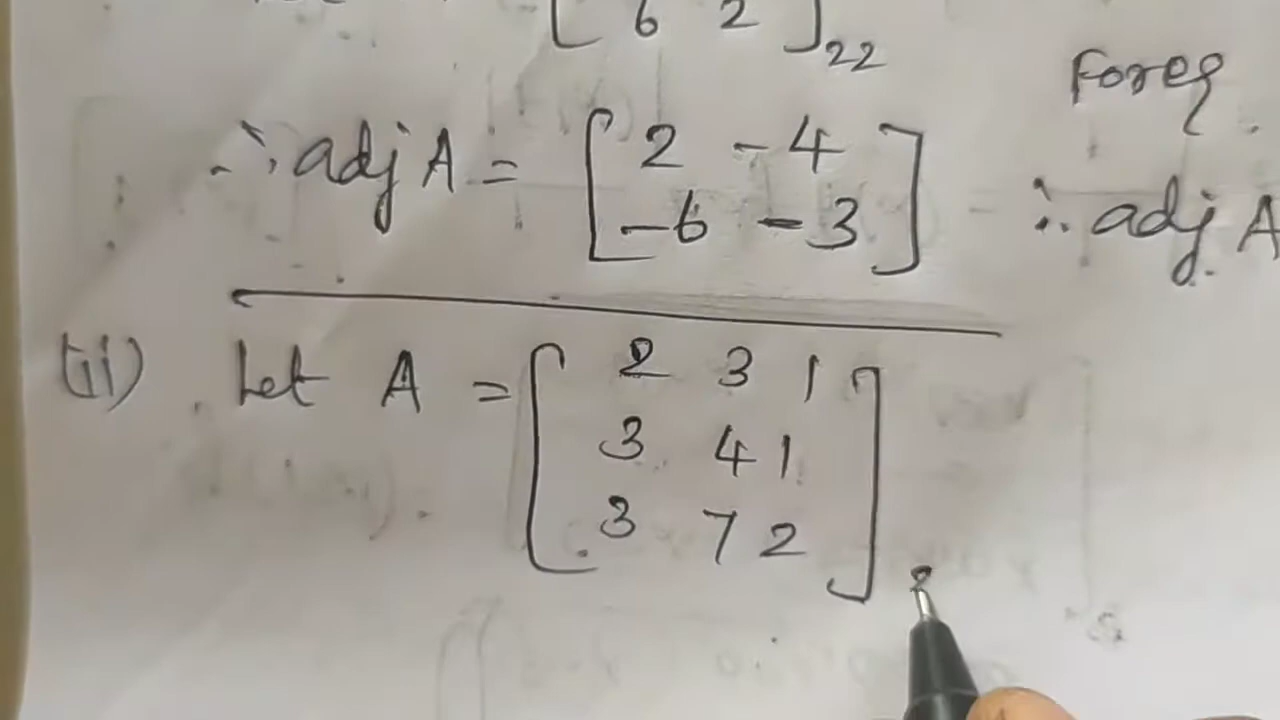 [ 6 2 ]22
Foreq
∴ adj A = [ 2 -4
-6 -3 ]
∴ adj A
(ii) Let A = [ 2 3 1
3 4 1
3 7 2 ]